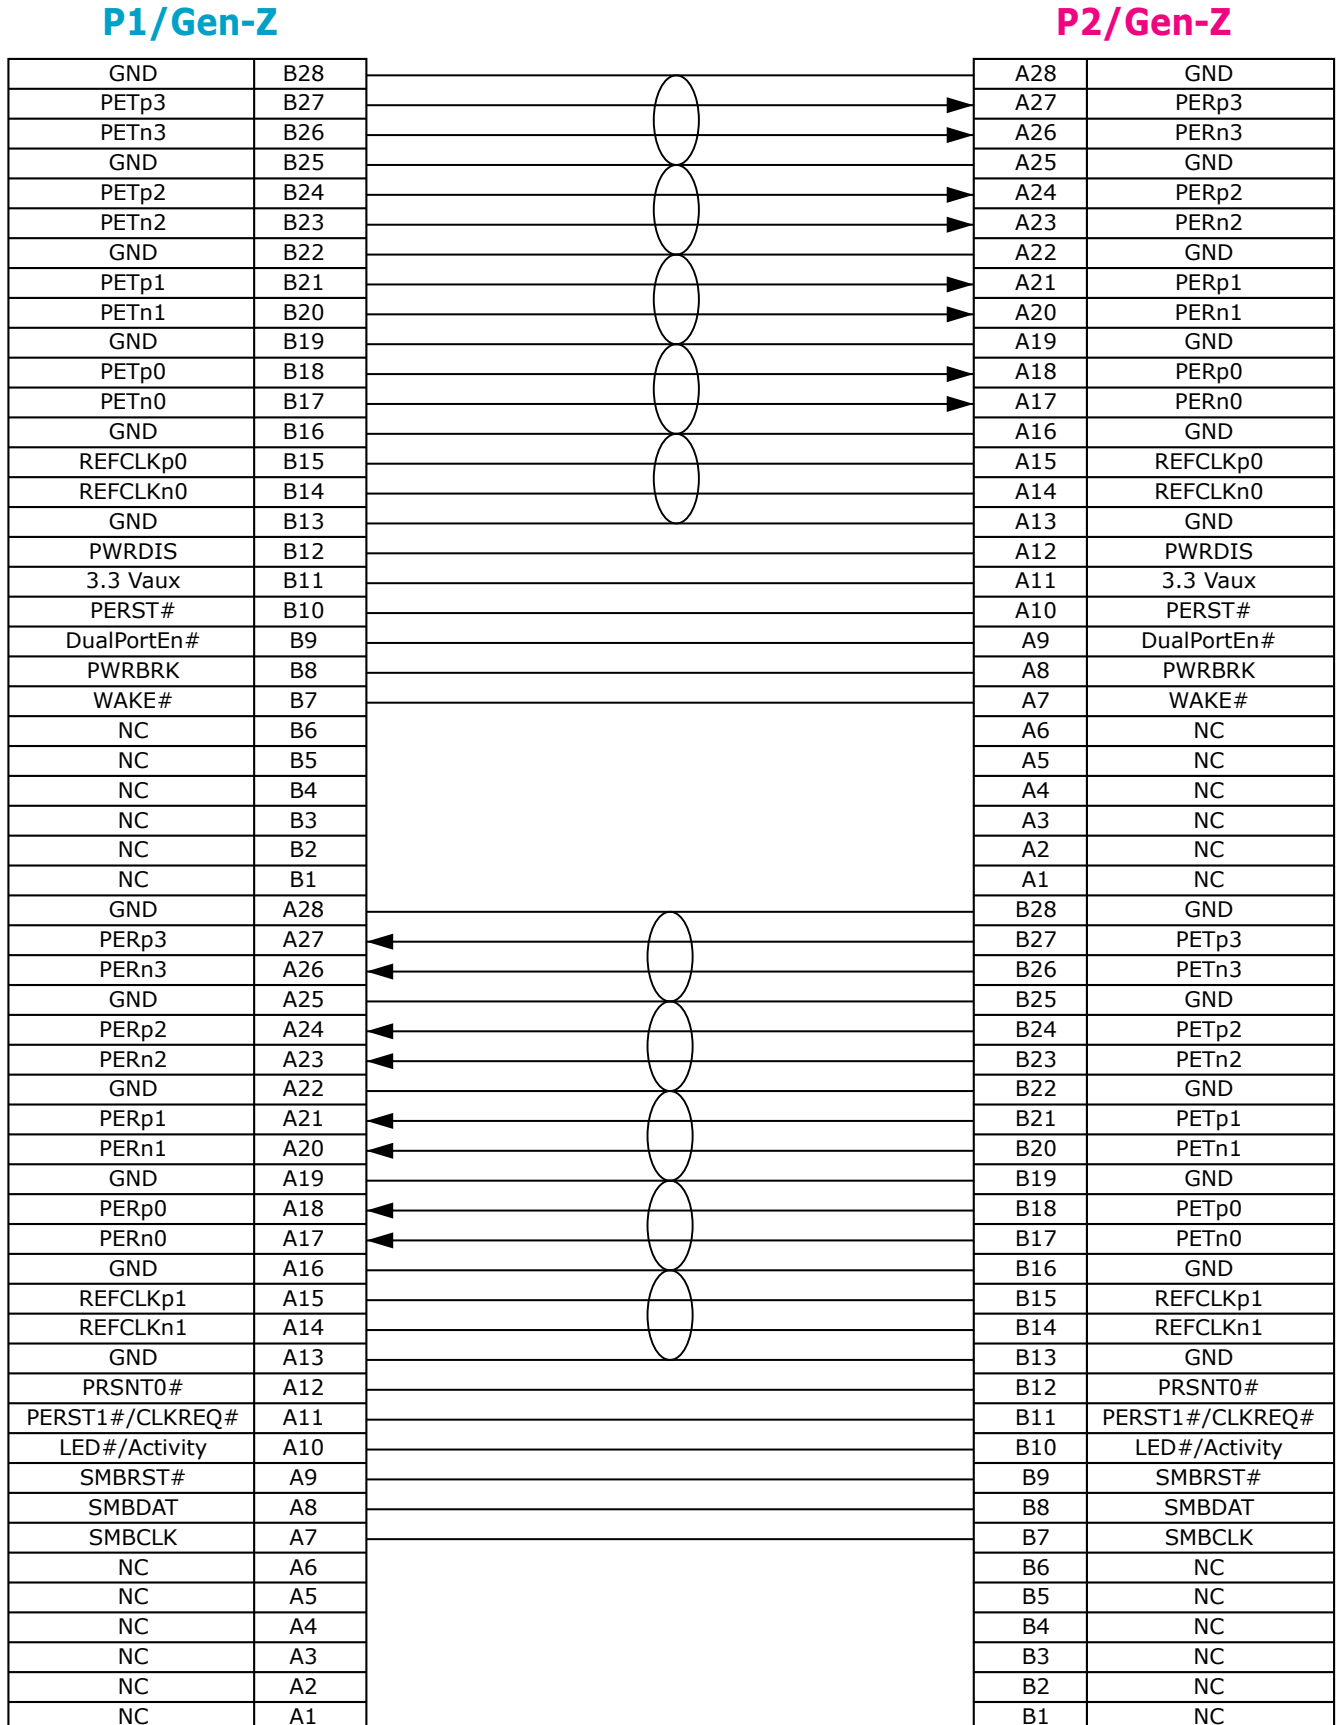 P1/Gen-Z P2/Gen-Z
GND B28 A28 GND
PETp3 B27 A27 PERp3
PETn3 B26 A26 PERn3
GND B25 A25 GND
PETp2 B24 A24 PERp2
PETn2 B23 A23 PERn2
GND B22 A22 GND
PETp1 B21 A21 PERp1
PETn1 B20 A20 PERn1
GND B19 A19 GND
PETp0 B18 A18 PERp0
PETn0 B17 A17 PERn0
GND B16 A16 GND
REFCLKp0 B15 A15 REFCLKp0
REFCLKn0 B14 A14 REFCLKn0
GND B13 A13 GND
PWRDIS B12 A12 PWRDIS
3.3 Vaux B11 A11 3.3 Vaux
PERST# B10 A10 PERST#
DualPortEn# B9 A9 DualPortEn#
PWRBRK B8 A8 PWRBRK
WAKE# B7 A7 WAKE#
NC B6 A6 NC
NC B5 A5 NC
NC B4 A4 NC
NC B3 A3 NC
NC B2 A2 NC
NC B1 A1 NC
GND A28 B28 GND
PERp3 A27 B27 PETp3
PERn3 A26 B26 PETn3
GND A25 B25 GND
PERp2 A24 B24 PETp2
PERn2 A23 B23 PETn2
GND A22 B22 GND
PERp1 A21 B21 PETp1
PERn1 A20 B20 PETn1
GND A19 B19 GND
PERp0 A18 B18 PETp0
PERn0 A17 B17 PETn0
GND A16 B16 GND
REFCLKp1 A15 B15 REFCLKp1
REFCLKn1 A14 B14 REFCLKn1
GND A13 B13 GND
PRSNT0# A12 B12 PRSNT0#
PERST1#/CLKREQ# A11 B11 PERST1#/CLKREQ#
LED#/Activity A10 B10 LED#/Activity
SMBRST# A9 B9 SMBRST#
SMBDAT A8 B8 SMBDAT
SMBCLK A7 B7 SMBCLK
NC A6 B6 NC
NC A5 B5 NC
NC A4 B4 NC
NC A3 B3 NC
NC A2 B2 NC
NC A1 B1 NC